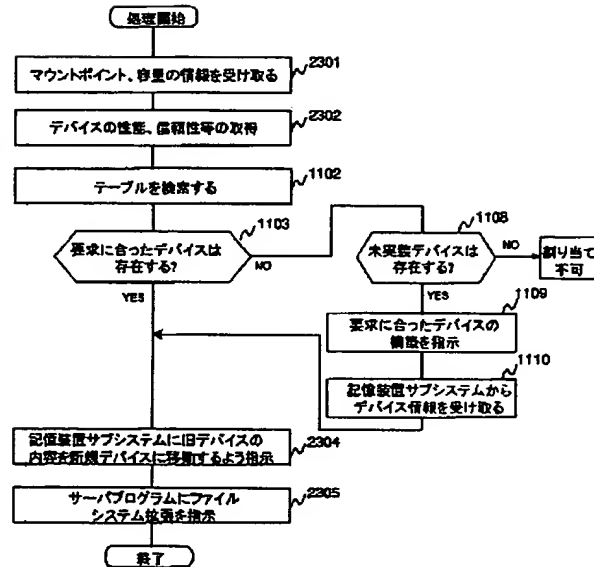 処理開始
マウントポイント、容量の情報を受け取る
2301
デバイスの性能、信頼性等の取得
2302
テーブルを検索する
1102
要求に合ったデバイスは
存在する?
1103
NO
YES
未実装デバイスは
存在する?
1108
NO
YES
割り当て
不可
要求に合ったデバイスの
構築を指示
1109
記憶装置サブシステムから
デバイス情報を受け取る
1110
記憶装置サブシステムに旧デバイスの
内容を新規デバイスに移動するよう指示
2304
サーバプログラムにファイル
システム拡張を指示
2305
終了